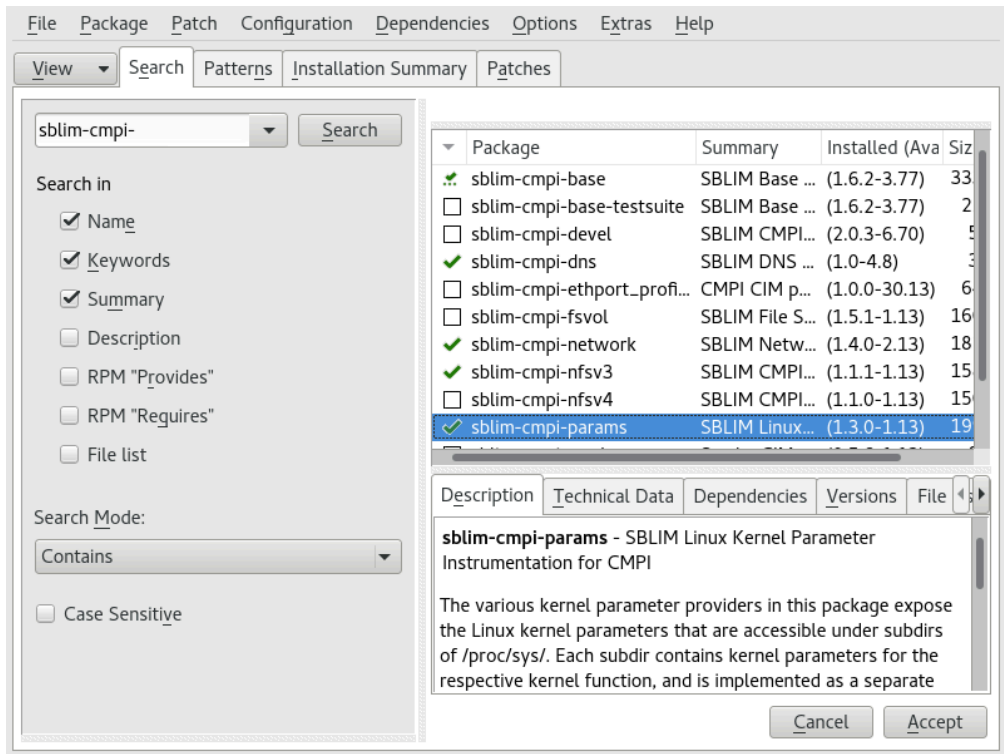 File Package Patch Configuration Dependencies Options Extras Help
View Search Patterns Installation Summary Patches
sblim-cmpi- Search
Search in
Name
Keywords
Summary
Description
RPM "Provides"
RPM "Requires"
File list
Search Mode:
Contains
Case Sensitive
Package Summary Installed (Ava Siz
sblim-cmpi-base SBLIM Base ... (1.6.2-3.77) 33.
sblim-cmpi-base-testsuite SBLIM Base ... (1.6.2-3.77) 2
sblim-cmpi-devel SBLIM CMPI... (2.0.3-6.70)
sblim-cmpi-dns SBLIM DNS ... (1.0-4.8)
sblim-cmpi-ethport_profi... CMPI CIM p... (1.0.0-30.13) 6
sblim-cmpi-fsvol SBLIM File S... (1.5.1-1.13) 16
sblim-cmpi-network SBLIM Netw... (1.4.0-2.13) 18
sblim-cmpi-nfsv3 SBLIM CMPI... (1.1.1-1.13) 15
sblim-cmpi-nfsv4 SBLIM CMPI... (1.1.0-1.13) 15
sblim-cmpi-params SBLIM Linux... (1.3.0-1.13) 19
Description Technical Data Dependencies Versions File
sblim-cmpi-params - SBLIM Linux Kernel Parameter
Instrumentation for CMPI
The various kernel parameter providers in this package expose
the Linux kernel parameters that are accessible under subdirs
of /proc/sys/. Each subdir contains kernel parameters for the
respective kernel function, and is implemented as a separate
Cancel Accept